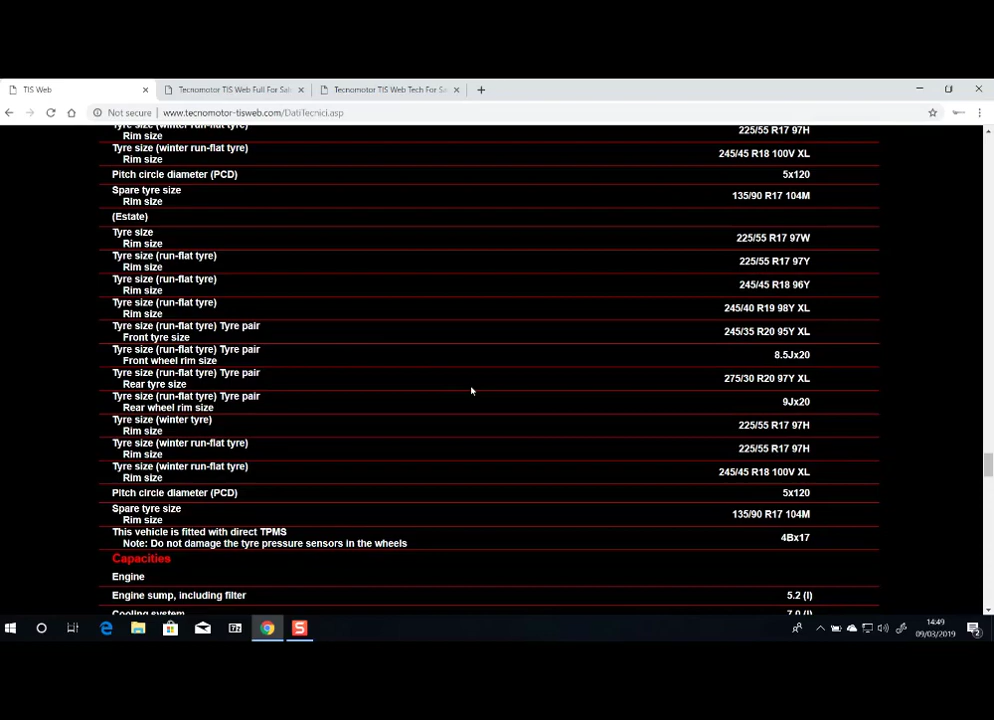 TIS Web
Tecnomotor TIS Web Full For Sal
Tecnomotor TIS Web Tech For Sa
Not secure
www.tecnomotor-tisweb.com/DatiTecnici.asp
Tyre size (winter run-flat tyre)
Rim size
225/55 R17 97H
Tyre size (winter run-flat tyre)
Rim size
245/45 R18 100V XL
Pitch circle diameter (PCD)
5x120
Spare tyre size
Rim size
135/90 R17 104M
(Estate)
Tyre size
Rim size
225/55 R17 97W
Tyre size (run-flat tyre)
Rim size
225/55 R17 97Y
Tyre size (run-flat tyre)
Rim size
245/45 R18 96Y
Tyre size (run-flat tyre)
Rim size
245/40 R19 98Y XL
Tyre size (run-flat tyre) Tyre pair
Front tyre size
245/35 R20 95Y XL
Tyre size (run-flat tyre) Tyre pair
Front wheel rim size
8.5Jx20
Tyre size (run-flat tyre) Tyre pair
Rear tyre size
275/30 R20 97Y XL
Tyre size (run-flat tyre) Tyre pair
Rear wheel rim size
9Jx20
Tyre size (winter tyre)
Rim size
225/55 R17 97H
Tyre size (winter run-flat tyre)
Rim size
225/55 R17 97H
Tyre size (winter run-flat tyre)
Rim size
245/45 R18 100V XL
Pitch circle diameter (PCD)
5x120
Spare tyre size
Rim size
135/90 R17 104M
This vehicle is fitted with direct TPMS
Note: Do not damage the tyre pressure sensors in the wheels
4Bx17
Capacities
Engine
Engine sump, including filter
5.2 (l)
Cooling system
7.0 (l)
14:49
09/03/2019
2